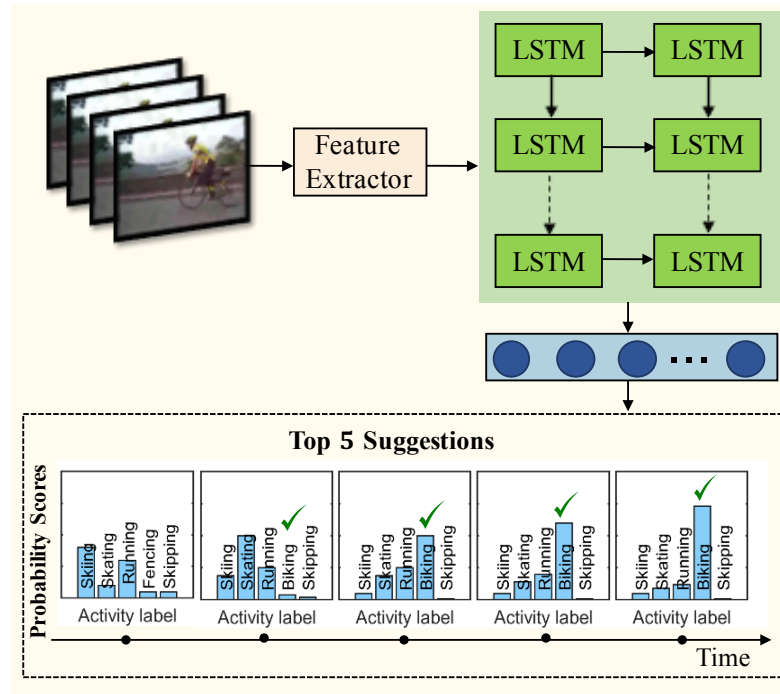 LSTM
LSTM
Feature
Extractor
LSTM
LSTM
LSTM
LSTM
Top 5 Suggestions
Probability Scores
Skiing
Skating
Running
Fencing
Skipping
Activity label
Skiing
Skating
Running
Biking
Skipping
Activity label
Skiing
Skating
Running
Biking
Skipping
Activity label
Skiing
Skating
Running
Biking
Skipping
Activity label
Skiing
Skating
Running
Biking
Skipping
Activity label
Time